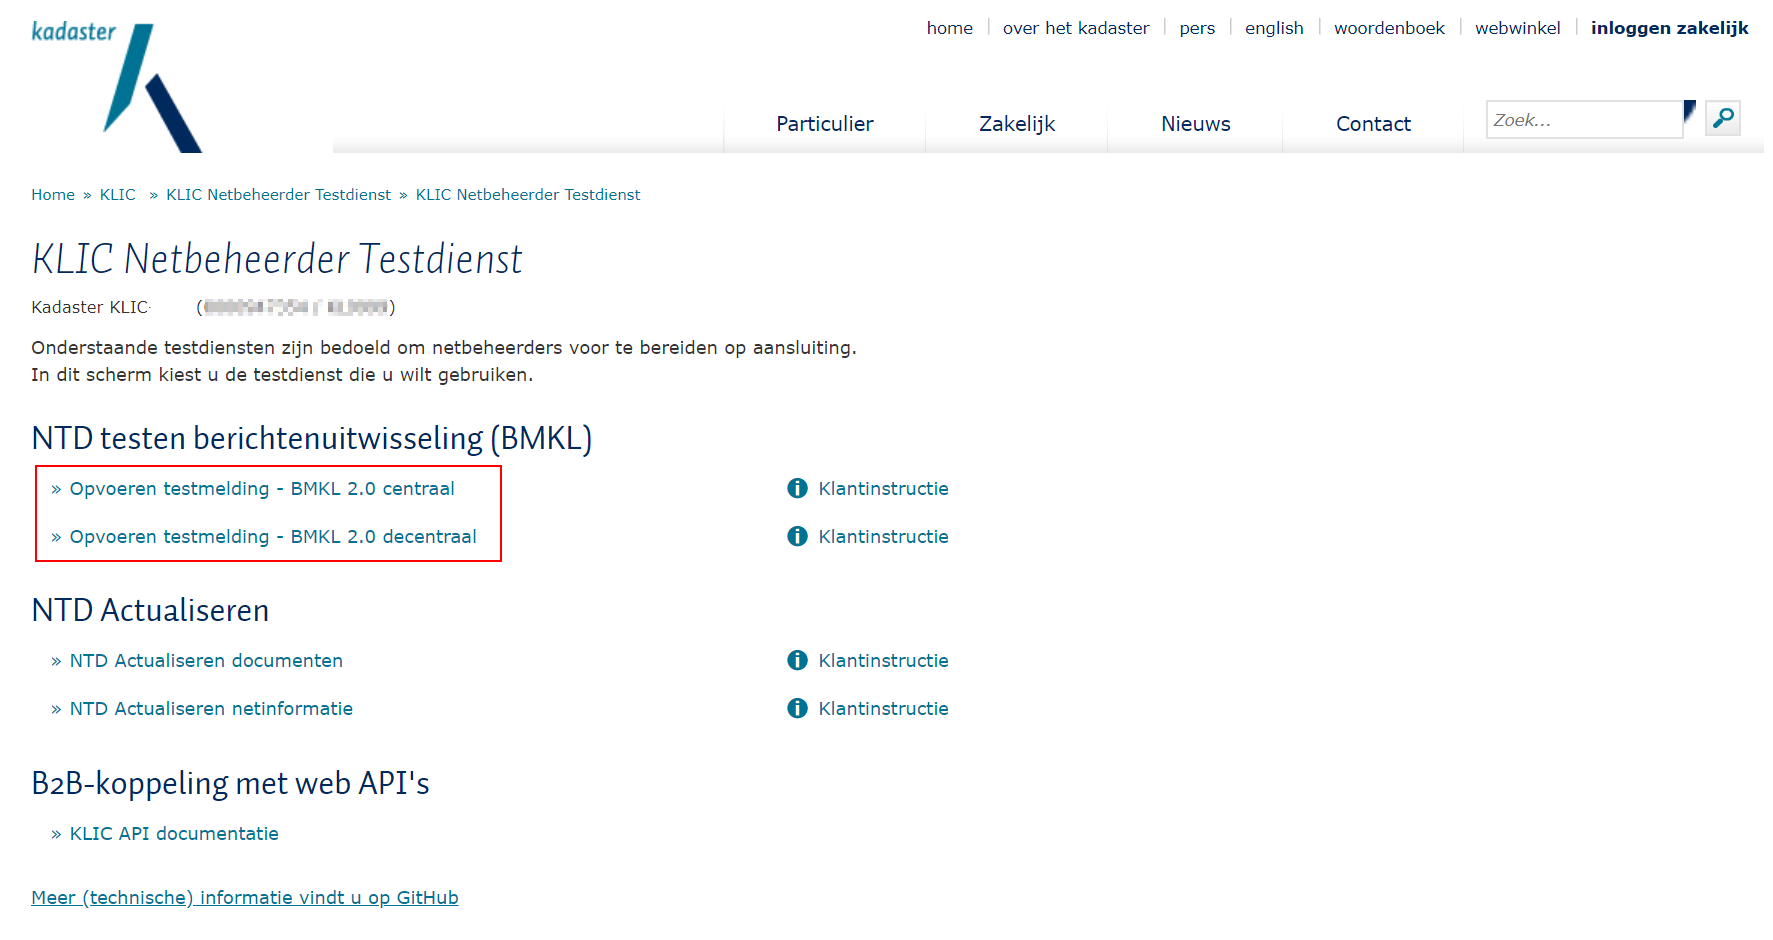 kadaster
home over het kadaster pers english woordenboek webwinkel inloggen zakelijk
Particulier Zakelijk Nieuws Contact Zoek...
Home » KLIC » KLIC Netbeheerder Testdienst » KLIC Netbeheerder Testdienst
KLIC Netbeheerder Testdienst
Kadaster KLIC
Onderstaande testdiensten zijn bedoeld om netbeheerders voor te bereiden op aansluiting.
In dit scherm kiest u de testdienst die u wilt gebruiken.
NTD testen berichtenuitwisseling (BMKL)
» Opvoeren testmelding - BMKL 2.0 centraal Klantinstructie
» Opvoeren testmelding - BMKL 2.0 decentraal Klantinstructie
NTD Actualiseren
» NTD Actualiseren documenten Klantinstructie
» NTD Actualiseren netinformatie Klantinstructie
B2B-koppeling met web API's
» KLIC API documentatie
Meer (technische) informatie vindt u op GitHub